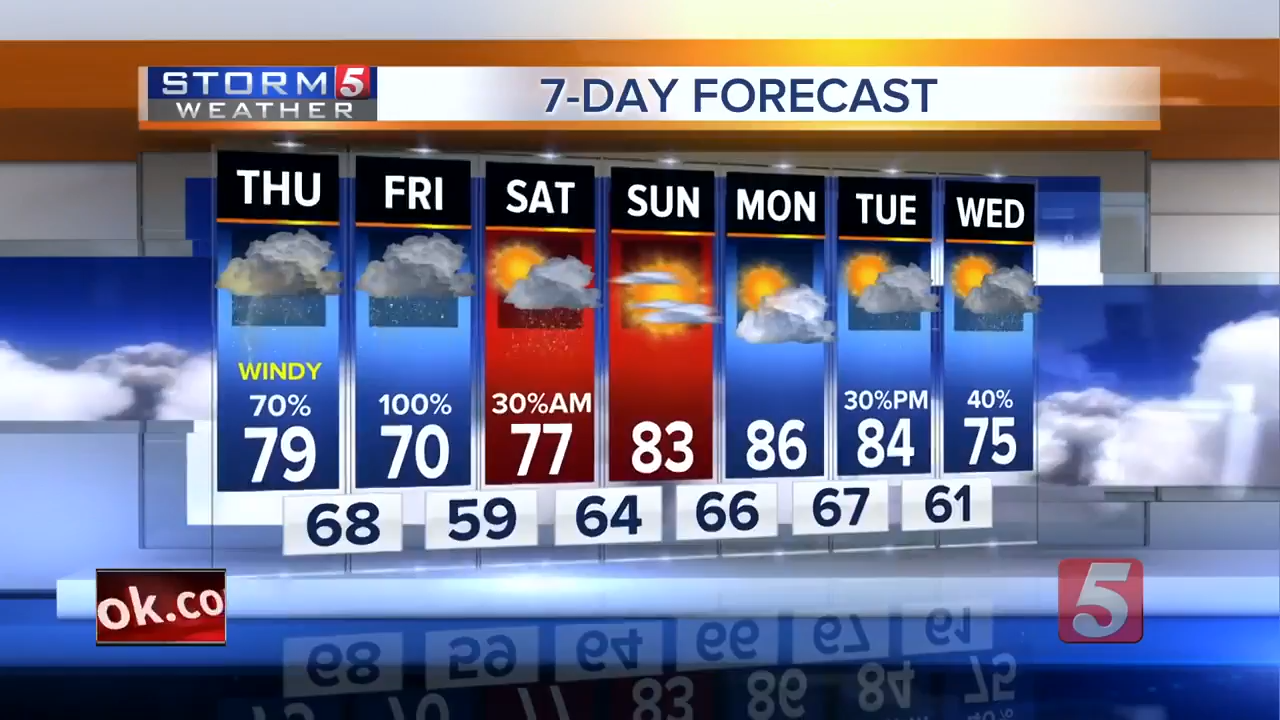 STORM 5
WEATHER
7-DAY FORECAST
THU FRI SAT SUN MON TUE WED
WINDY
70% 100% 30%AM 30%PM 40%
79 70 77 83 86 84 75
68 59 64 66 67 61
ok.co
5